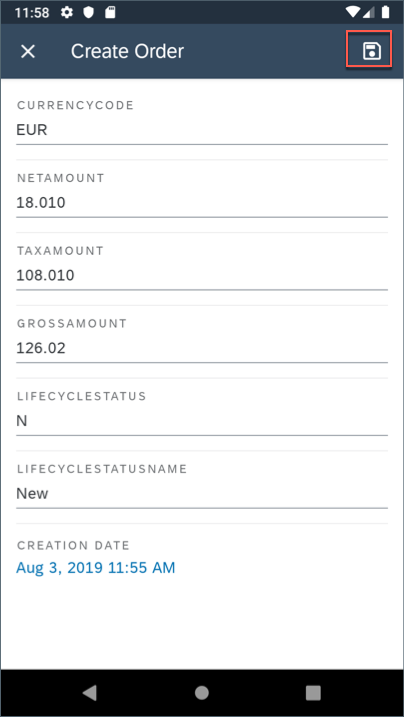 11:58
Create Order
CURRENCYCODE
EUR
NETAMOUNT
18.010
TAXAMOUNT
108.010
GROSSAMOUNT
126.02
LIFECYCLESTATUS
N
LIFECYCLESTATUSNAME
New
CREATION DATE
Aug 3, 2019 11:55 AM